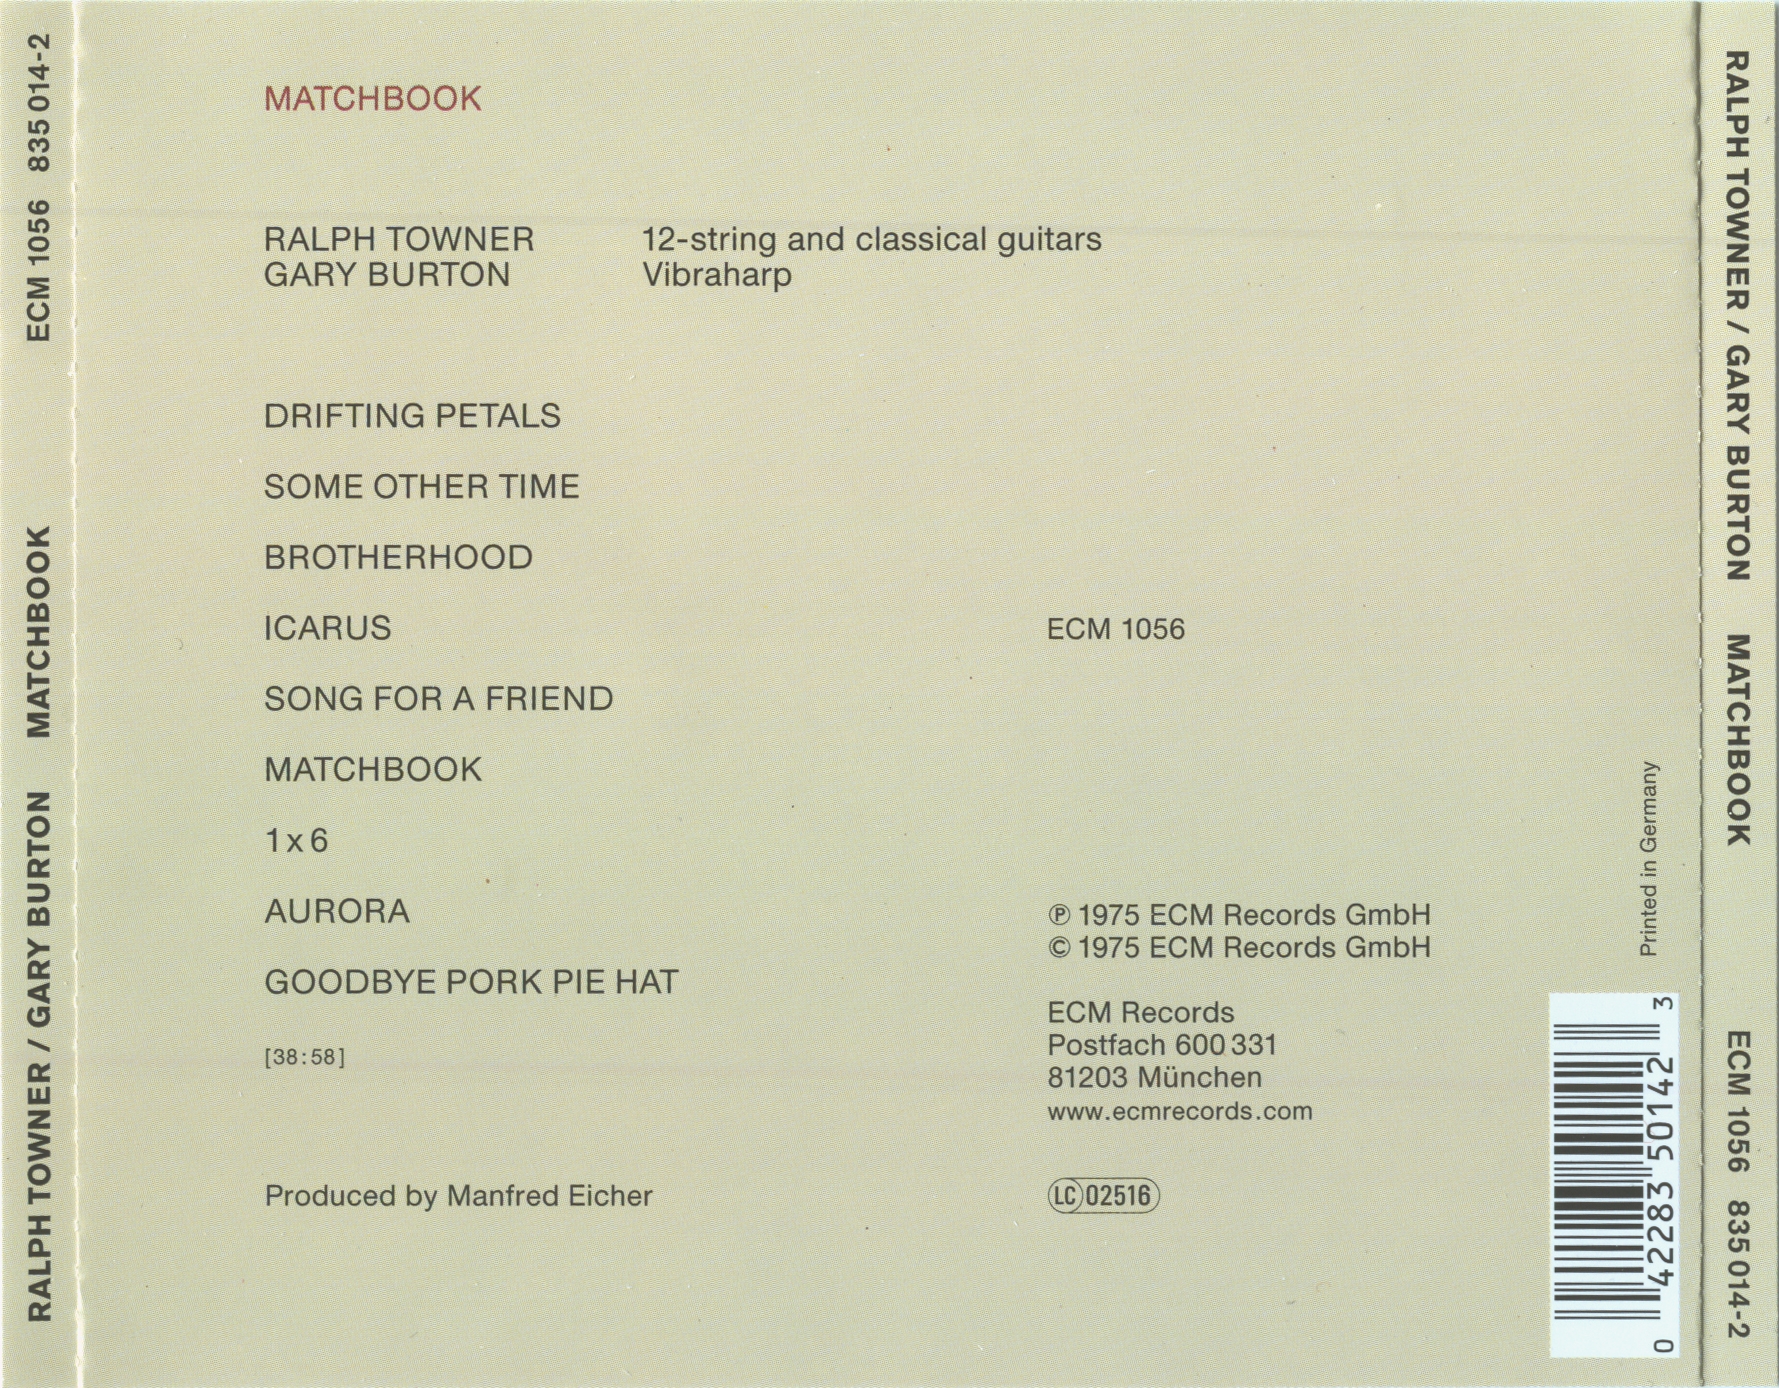 RALPH TOWNER / GARY BURTON MATCHBOOK ECM 1056 835 014-2
MATCHBOOK
RALPH TOWNER 12-string and classical guitars
GARY BURTON Vibraharp
DRIFTING PETALS
SOME OTHER TIME
BROTHERHOOD
ICARUS
SONG FOR A FRIEND
MATCHBOOK
1 x 6
AURORA
GOODBYE PORK PIE HAT
[38:58]
Produced by Manfred Eicher
ECM 1056
℗ 1975 ECM Records GmbH
© 1975 ECM Records GmbH
ECM Records
Postfach 600 331
81203 München
www.ecmrecords.com
LC 02516
Printed in Germany
0 42283 50142 3
RALPH TOWNER / GARY BURTON MATCHBOOK ECM 1056 835 014-2